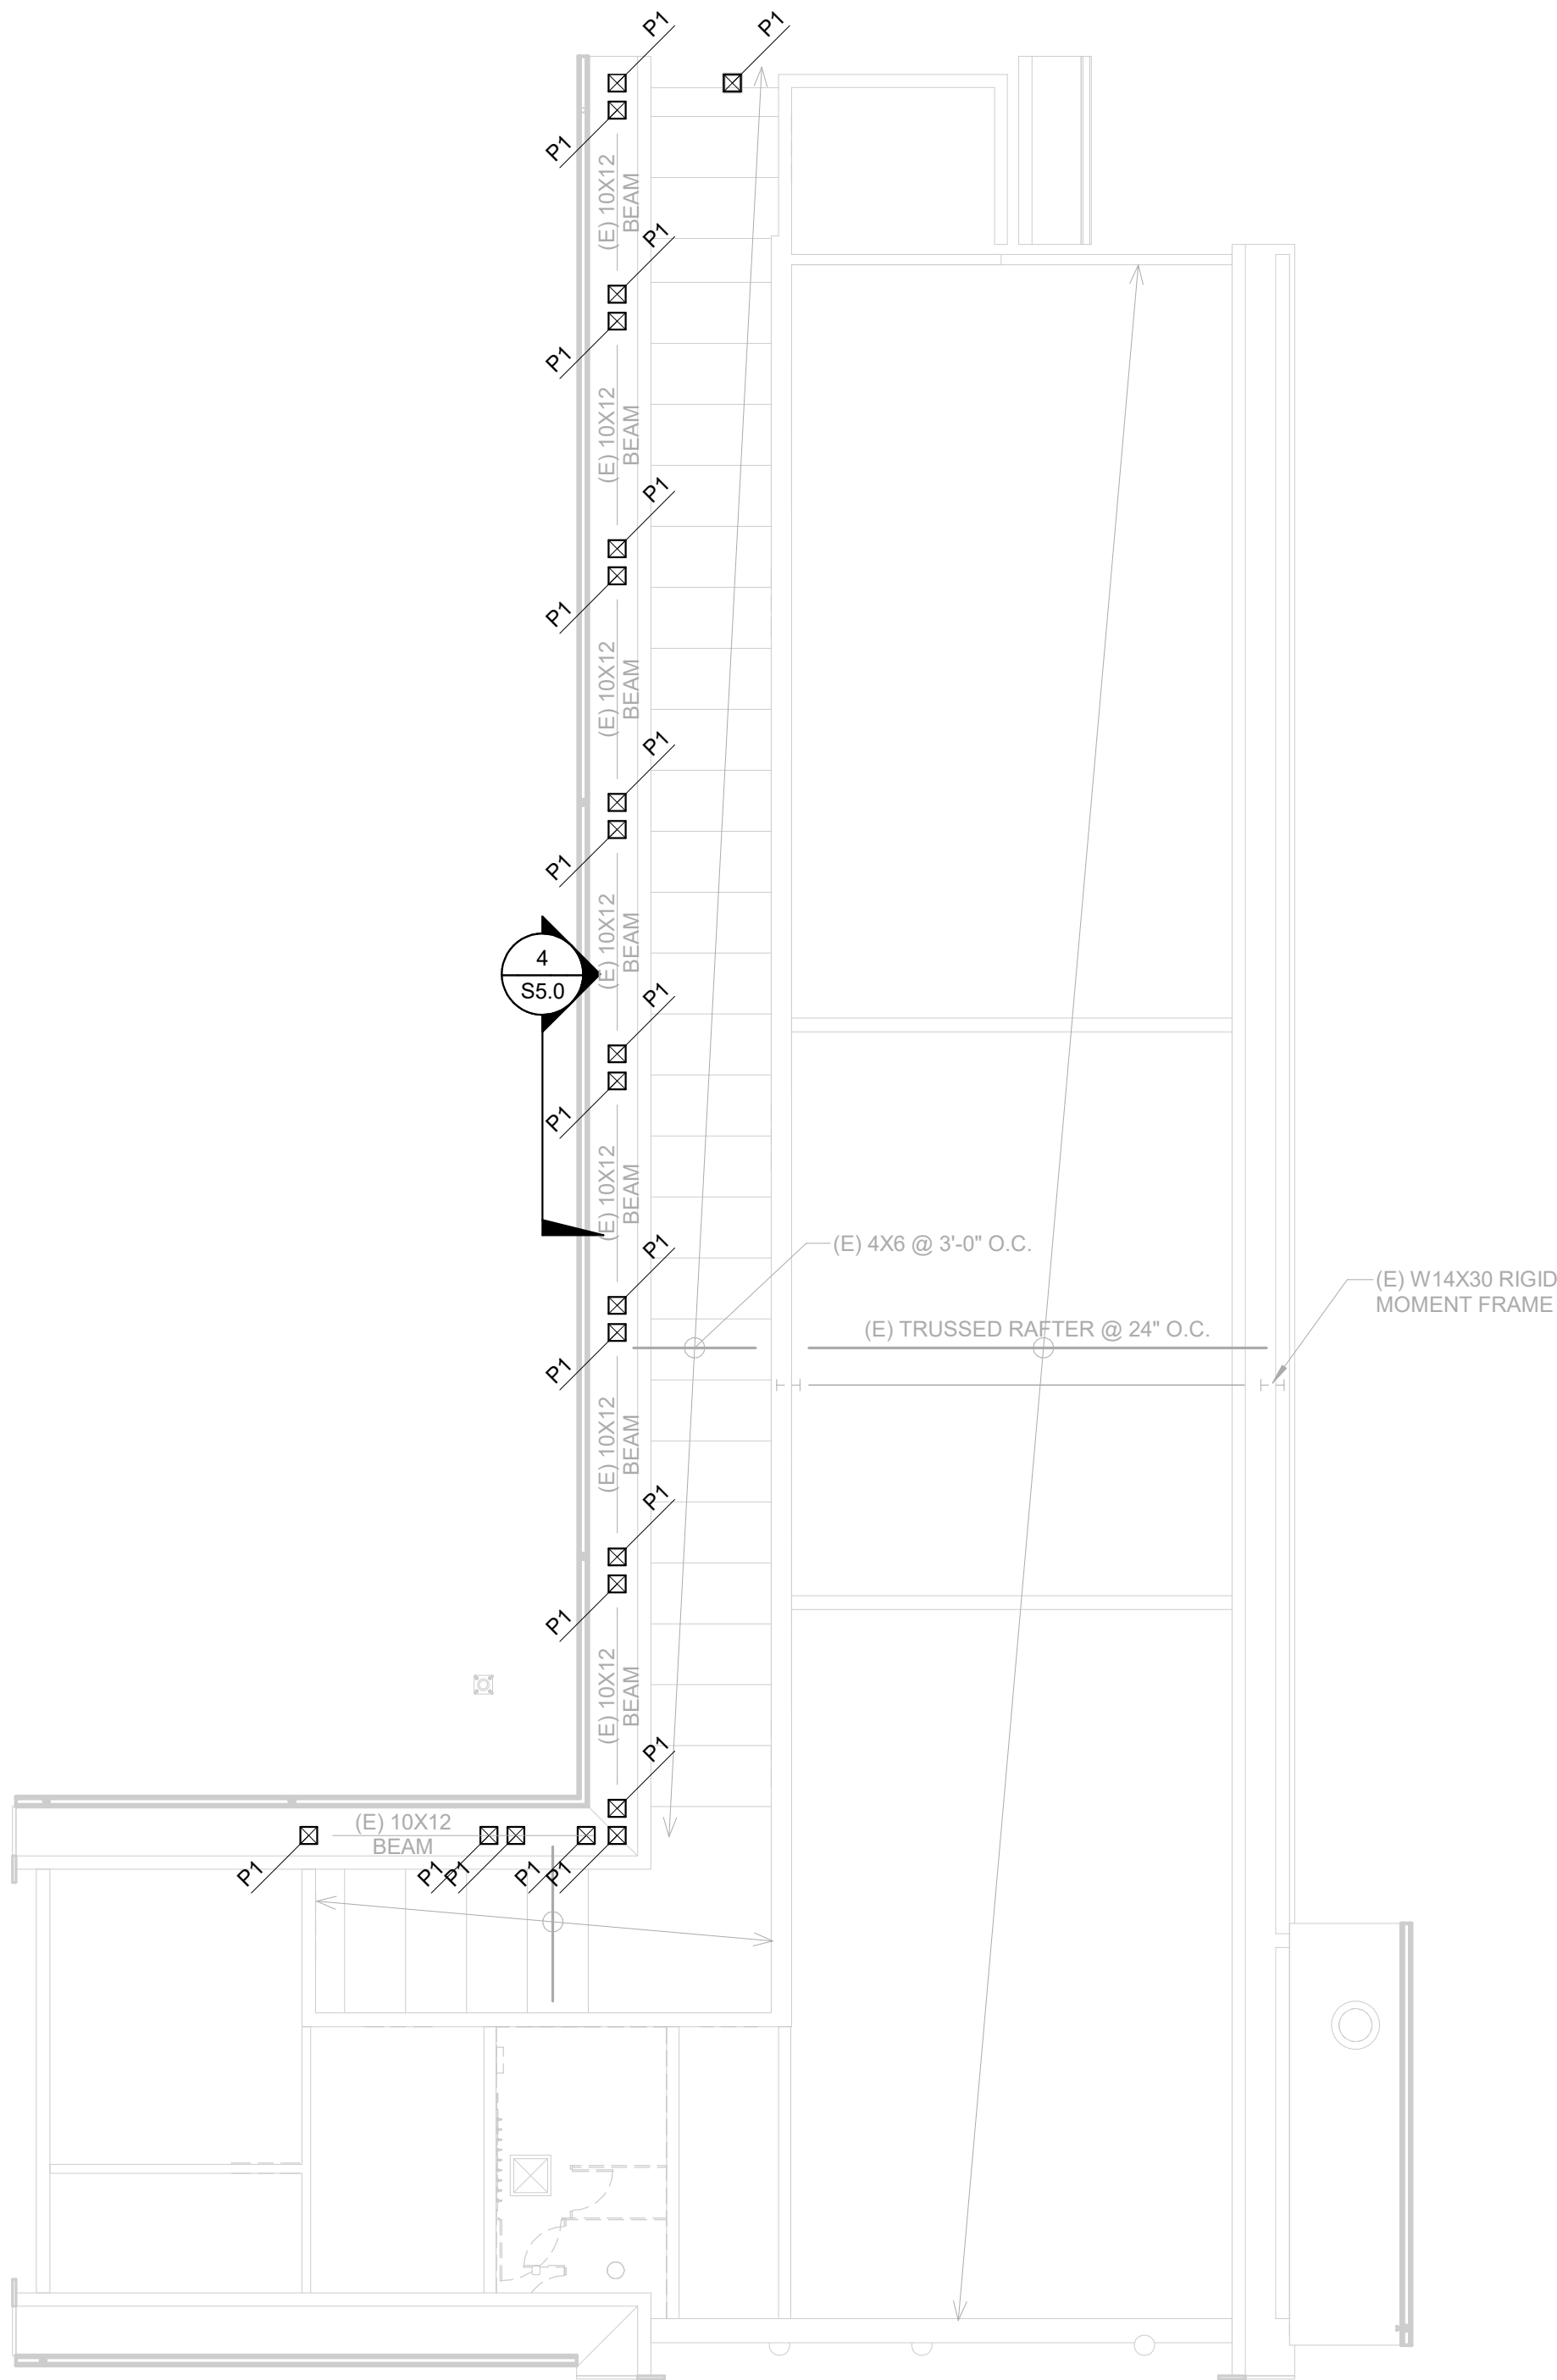 P1
P1
P1
(E) 10X12
BEAM
P1
P1
(E) 10X12
BEAM
P1
P1
(E) 10X12
BEAM
P1
P1
4
S5.0
(E) 10X12
BEAM
P1
P1
(E) 10X12
BEAM
P1
(E) 4X6 @ 3'-0" O.C.
(E) W14X30 RIGID
MOMENT FRAME
(E) TRUSSED RAFTER @ 24" O.C.
P1
(E) 10X12
BEAM
P1
P1
(E) 10X12
BEAM
P1
(E) 10X12
BEAM
P1
P1
P1
P1
P1